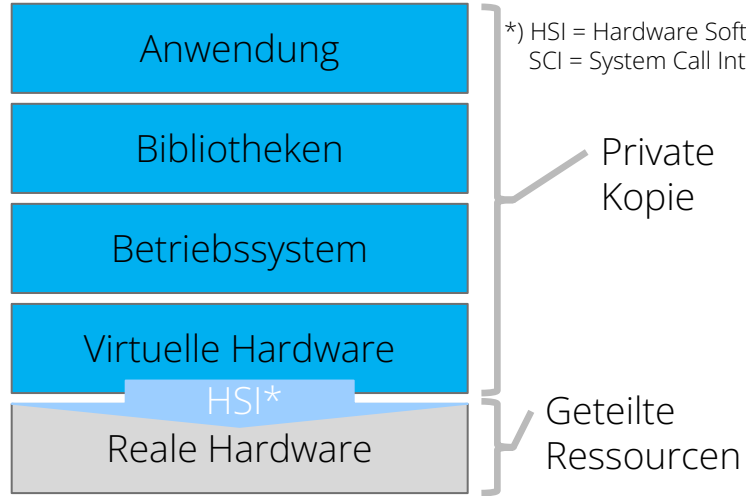 Anwendung
*) HSI = Hardware Soft
SCI = System Call Int
Bibliotheken
Private
Kopie
Betriebssystem
Virtuelle Hardware
HSI*
Reale Hardware
Geteilte
Ressourcen